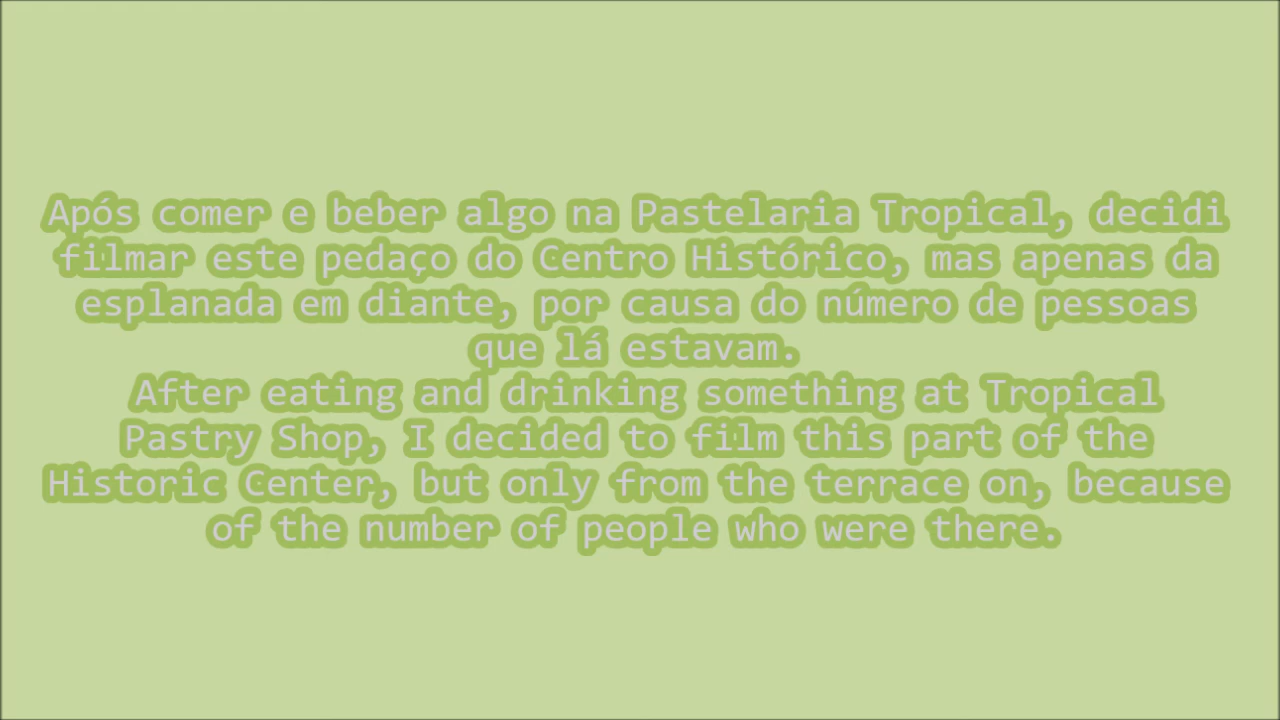 Após comer e beber algo na Pastelaria Tropical, decidi
filmar este pedaço do Centro Histórico, mas apenas da
esplanada em diante, por causa do número de pessoas
que lá estavam.
After eating and drinking something at Tropical
Pastry Shop, I decided to film this part of the
Historic Center, but only from the terrace on, because
of the number of people who were there.